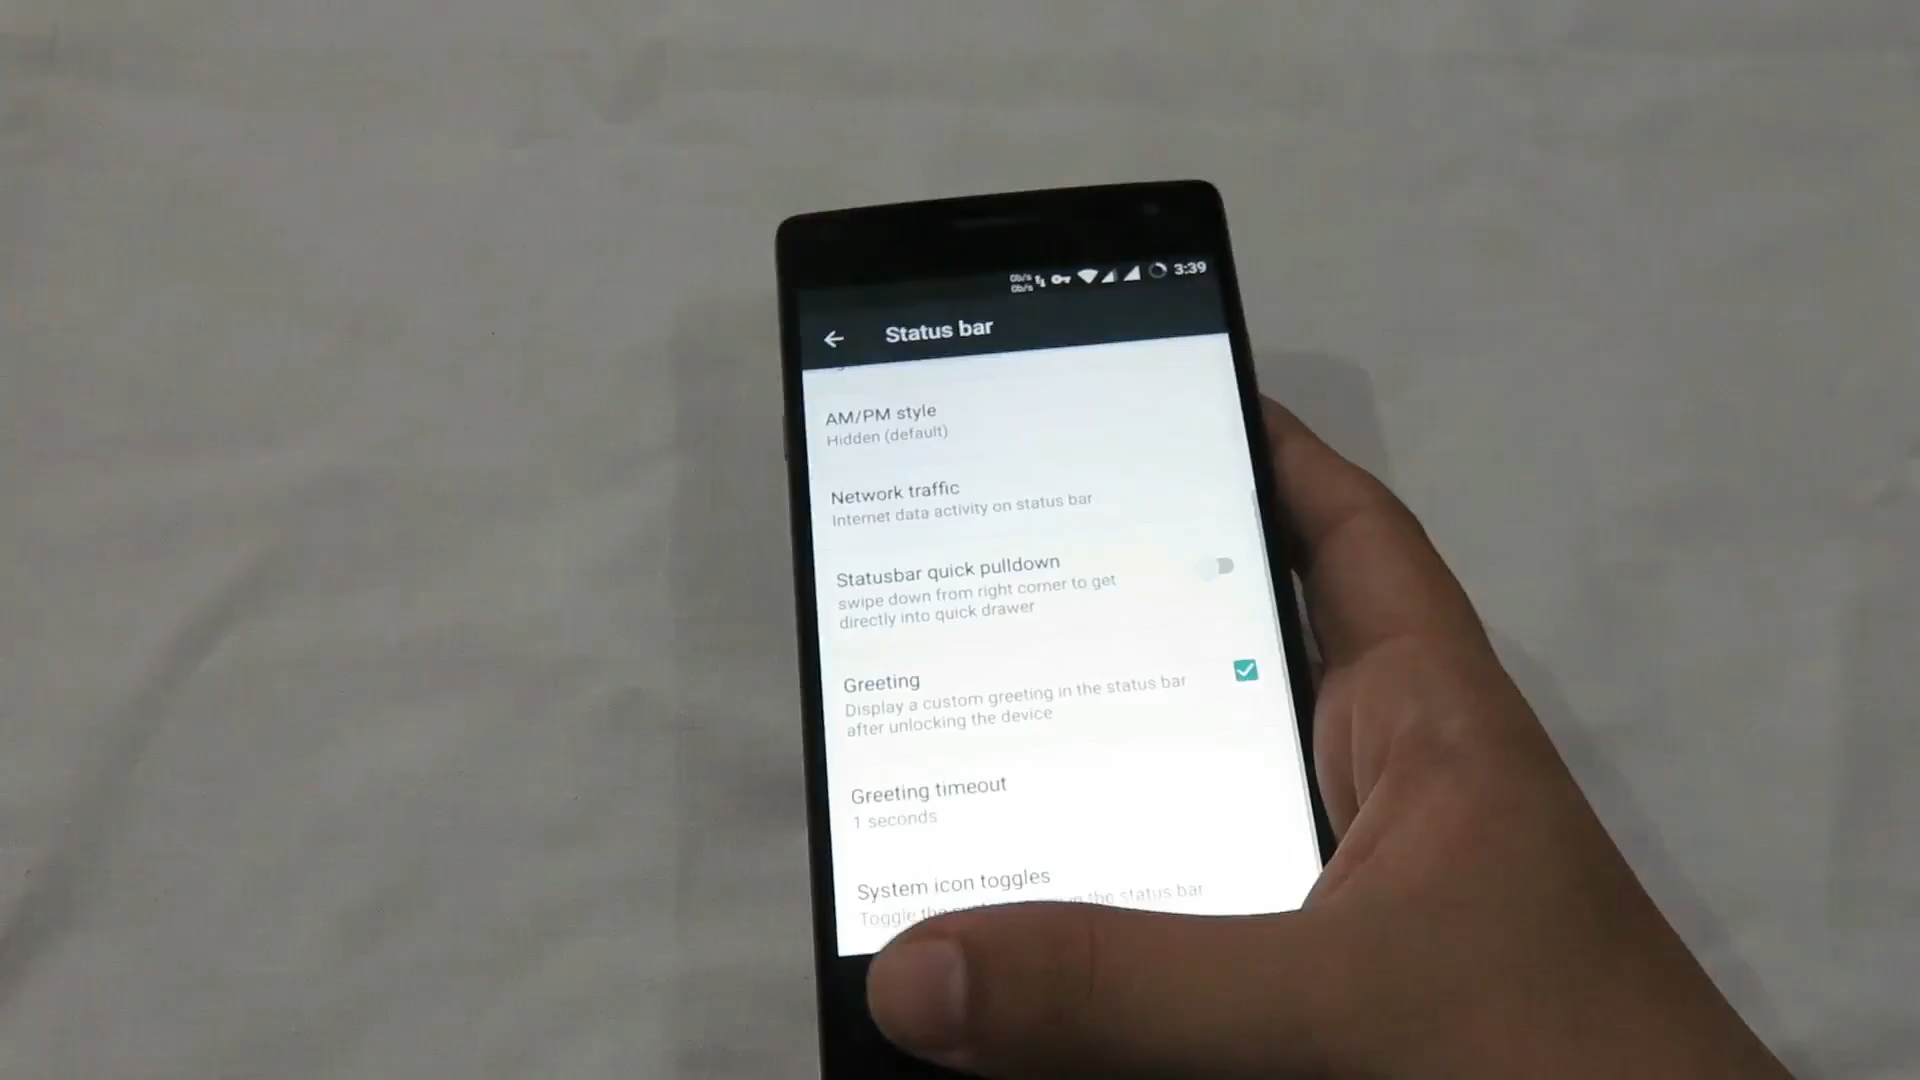 0b/s
0b/s
3:39
Status bar
AM/PM style
Hidden (default)
Network traffic
Internet data activity on status bar
Statusbar quick pulldown
swipe down from right corner to get
directly into quick drawer
Greeting
Display a custom greeting in the status bar
after unlocking the device
Greeting timeout
1 seconds
System icon toggles
Toggle the the status bar